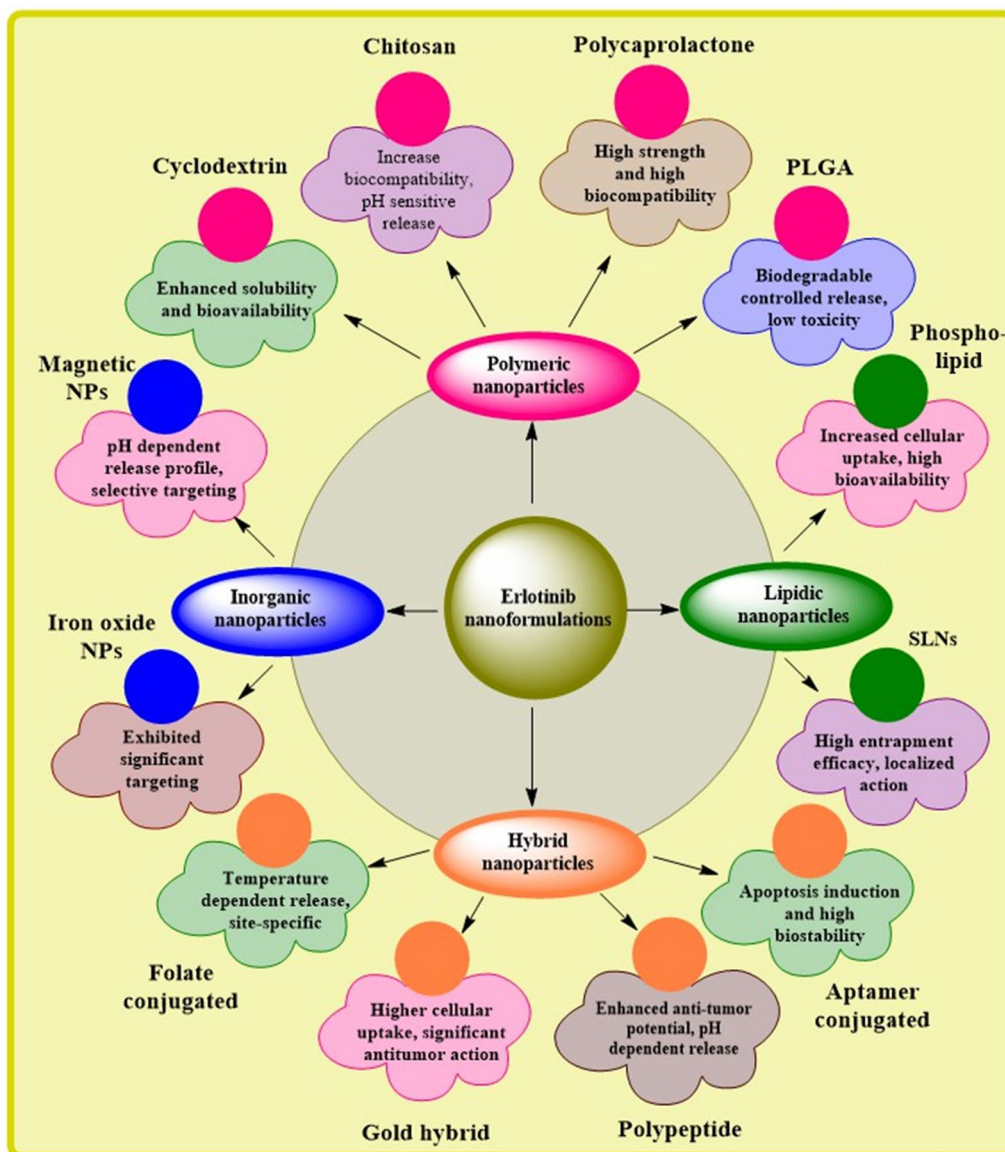 Chitosan
Increase
biocompatibility,
pH sensitive
release
Polycaprolactone
High strength
and high
biocompatibility
Cyclodextrin
Enhanced solubility
and bioavailability
PLGA
Biodegradable
controlled release,
low toxicity
Polymeric
nanoparticles
Magnetic
NPs
pH dependent
release profile,
selective targeting
Phospho-
lipid
Increased cellular
uptake, high
bioavailability
Inorganic
nanoparticles
Erlotinib
nanoformulations
Lipidic
nanoparticles
Iron oxide
NPs
Exhibited
significant
targeting
SLNs
High entrapment
efficacy, localized
action
Hybrid
nanoparticles
Temperature
dependent release,
site-specific
Folate
conjugated
Apoptosis induction
and high
biostability
Aptamer
conjugated
Higher cellular
uptake, significant
antitumor action
Gold hybrid
Enhanced anti-tumor
potential, pH
dependent release
Polypeptide